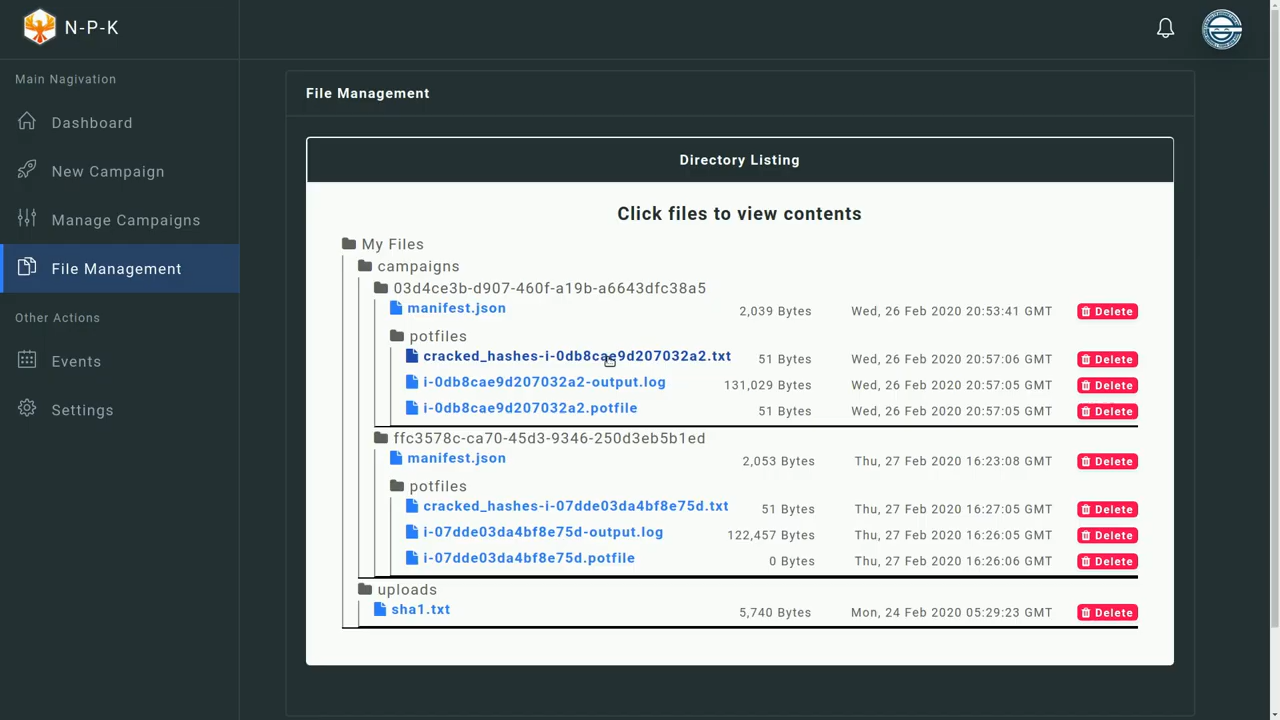 N-P-K
Main Nagivation
Dashboard
New Campaign
Manage Campaigns
File Management
Other Actions
Events
Settings
File Management
Directory Listing
Click files to view contents
My Files
campaigns
03d4ce3b-d907-460f-a19b-a6643dfc38a5
manifest.json 2,039 Bytes Wed, 26 Feb 2020 20:53:41 GMT Delete
potfiles
cracked_hashes-i-0db8cae9d207032a2.txt 51 Bytes Wed, 26 Feb 2020 20:57:05 GMT Delete
i-0db8cae9d207032a2-output.log 131,029 Bytes Wed, 26 Feb 2020 20:57:05 GMT Delete
i-0db8cae9d207032a2.potfile 51 Bytes Wed, 26 Feb 2020 20:57:05 GMT Delete
ffc3578c-ca70-45d3-9346-250d3eb5b1ed
manifest.json 2,053 Bytes Thu, 27 Feb 2020 16:23:08 GMT Delete
potfiles
cracked_hashes-i-07dde03da4bf8e75d.txt 51 Bytes Thu, 27 Feb 2020 16:27:05 GMT Delete
i-07dde03da4bf8e75d-output.log 122,457 Bytes Thu, 27 Feb 2020 16:26:05 GMT Delete
i-07dde03da4bf8e75d.potfile 0 Bytes Thu, 27 Feb 2020 16:26:06 GMT Delete
uploads
sha1.txt 5,740 Bytes Mon, 24 Feb 2020 05:29:23 GMT Delete